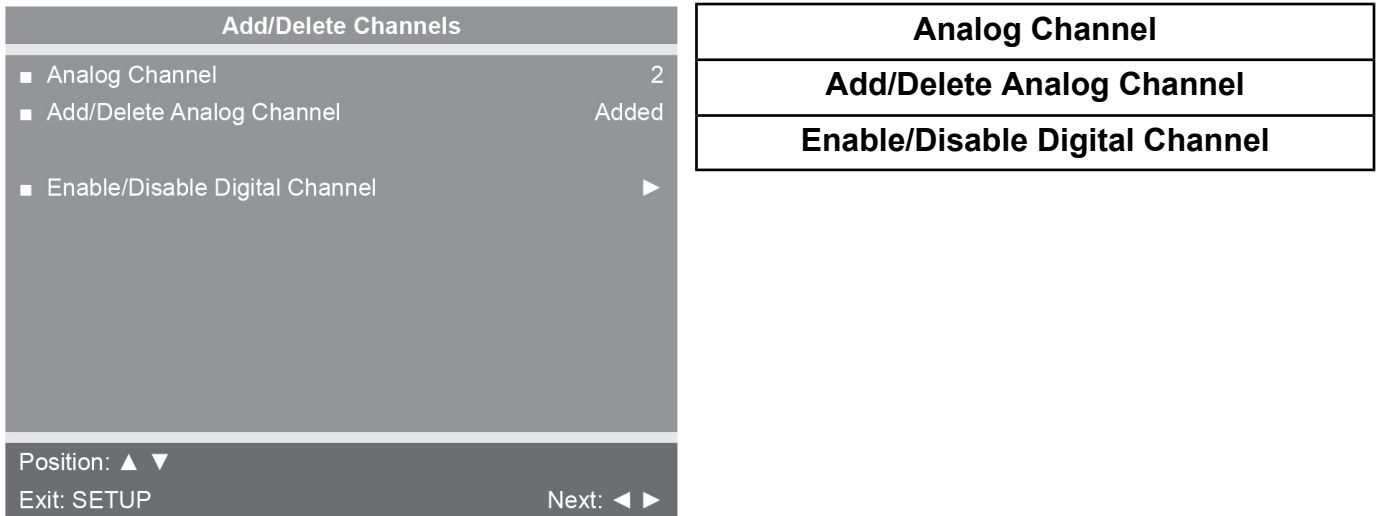 Add/Delete Channels
■ Analog Channel 2
■ Add/Delete Analog Channel Added
■ Enable/Disable Digital Channel ►
Position: ▲ ▼
Exit: SETUP Next: ◄ ►
Analog Channel
Add/Delete Analog Channel
Enable/Disable Digital Channel